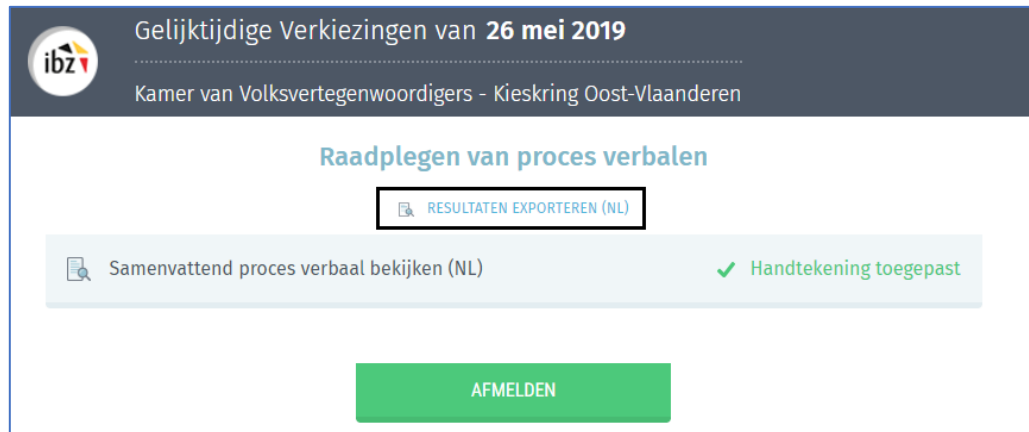 Gelijktijdige Verkiezingen van 26 mei 2019
ibz
Kamer van Volksvertegenwoordigers - Kieskring Oost-Vlaanderen
Raadplegen van proces verbalen
RESULTATEN EXPORTEREN (NL)
Samenvattend proces verbaal bekijken (NL) Handtekening toegepast
AFMELDEN